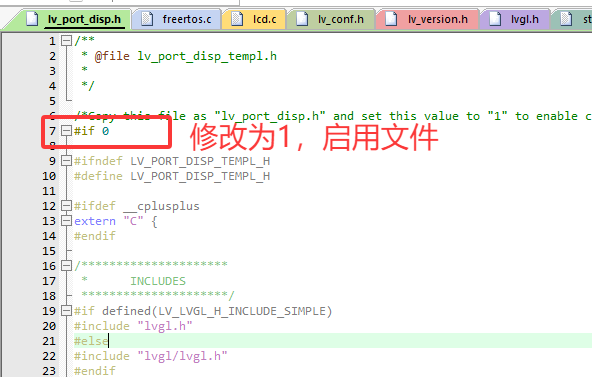 lv_port_disp.h freertos.c lcd.c lv_conf.h lv_version.h lvgl.h st
1 /**
2 * @file lv_port_disp_templ.h
3 *
4 */
5
6 /*Copy this file as "lv_port_disp.h" and set this value to "1" to enable c
7 #if 0 修改为1，启用文件
8
9 #ifndef LV_PORT_DISP_TEMPL_H
10 #define LV_PORT_DISP_TEMPL_H
11
12 #ifdef __cplusplus
13 extern "C" {
14 #endif
15
16 /*********************
17 * INCLUDES
18 *********************/
19 #if defined(LV_LVGL_H_INCLUDE_SIMPLE)
20 #include "lvgl.h"
21 #else
22 #include "lvgl/lvgl.h"
23 #endif